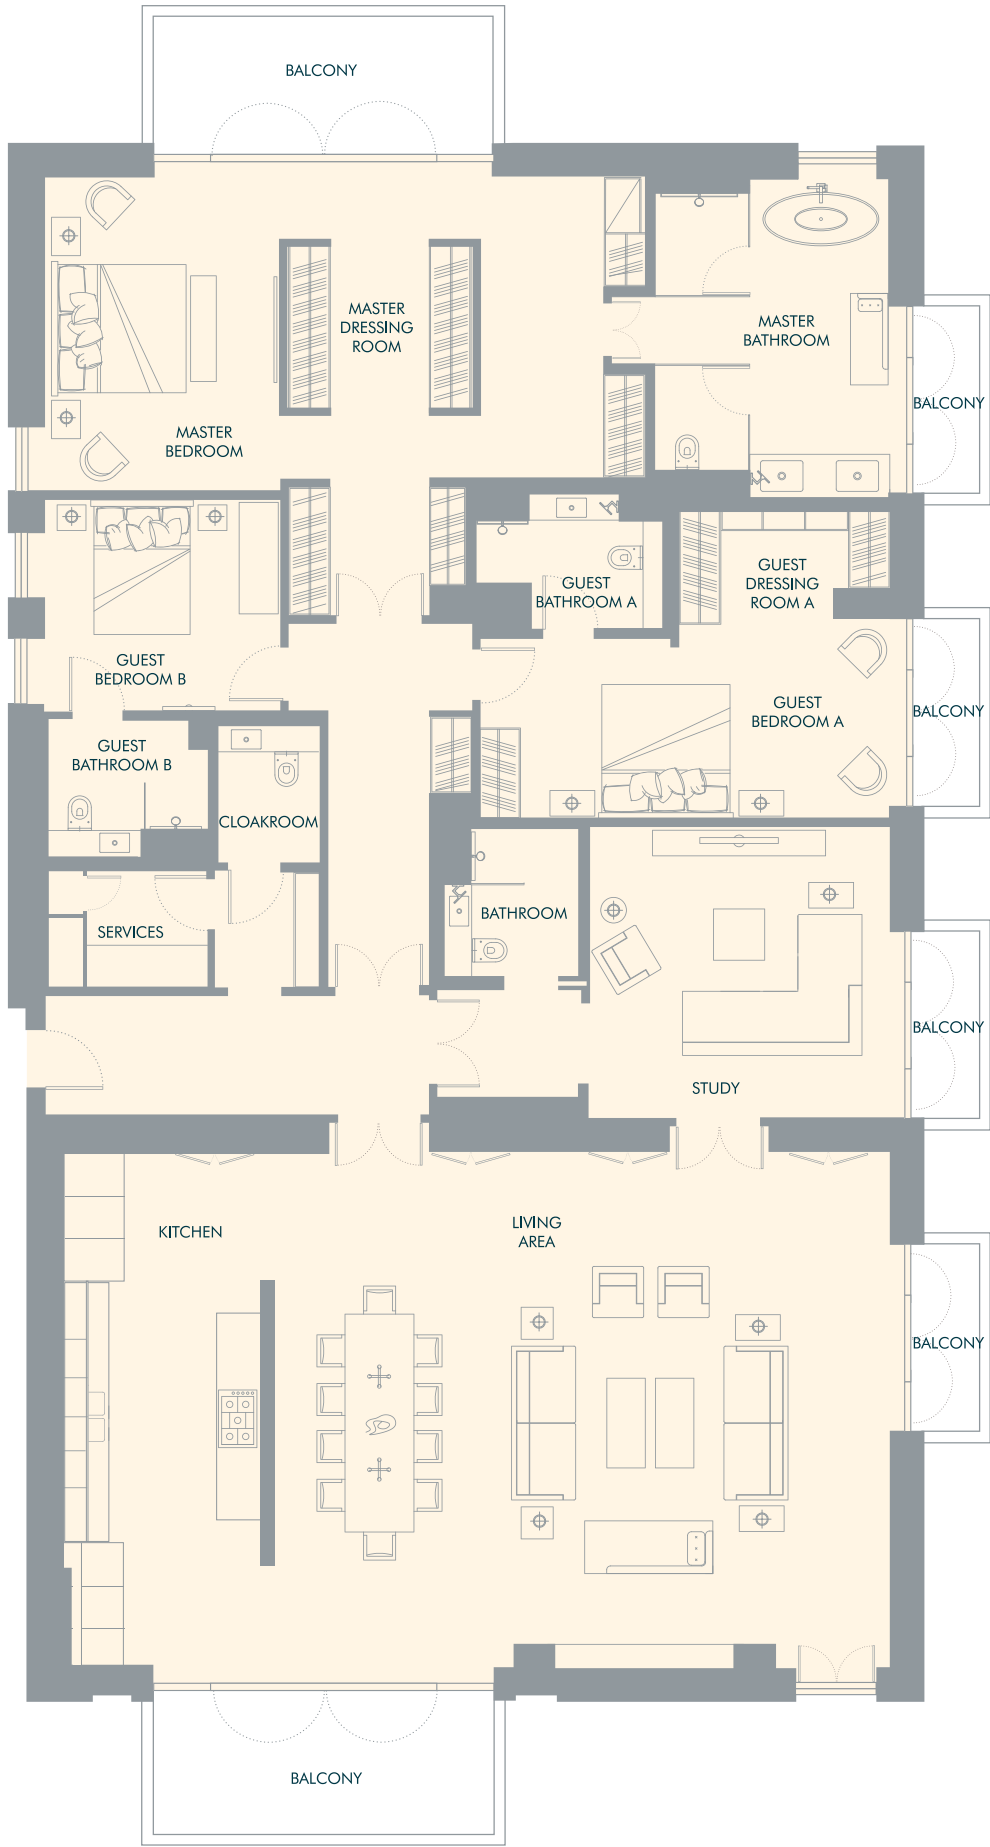 BALCONY
MASTER
DRESSING
ROOM
MASTER
BATHROOM
BALCONY
MASTER
BEDROOM
GUEST
BATHROOM A
GUEST
DRESSING
ROOM A
GUEST
BEDROOM B
GUEST
BEDROOM A
BALCONY
GUEST
BATHROOM B
CLOAKROOM
BATHROOM
SERVICES
BALCONY
STUDY
KITCHEN
LIVING
AREA
BALCONY
BALCONY